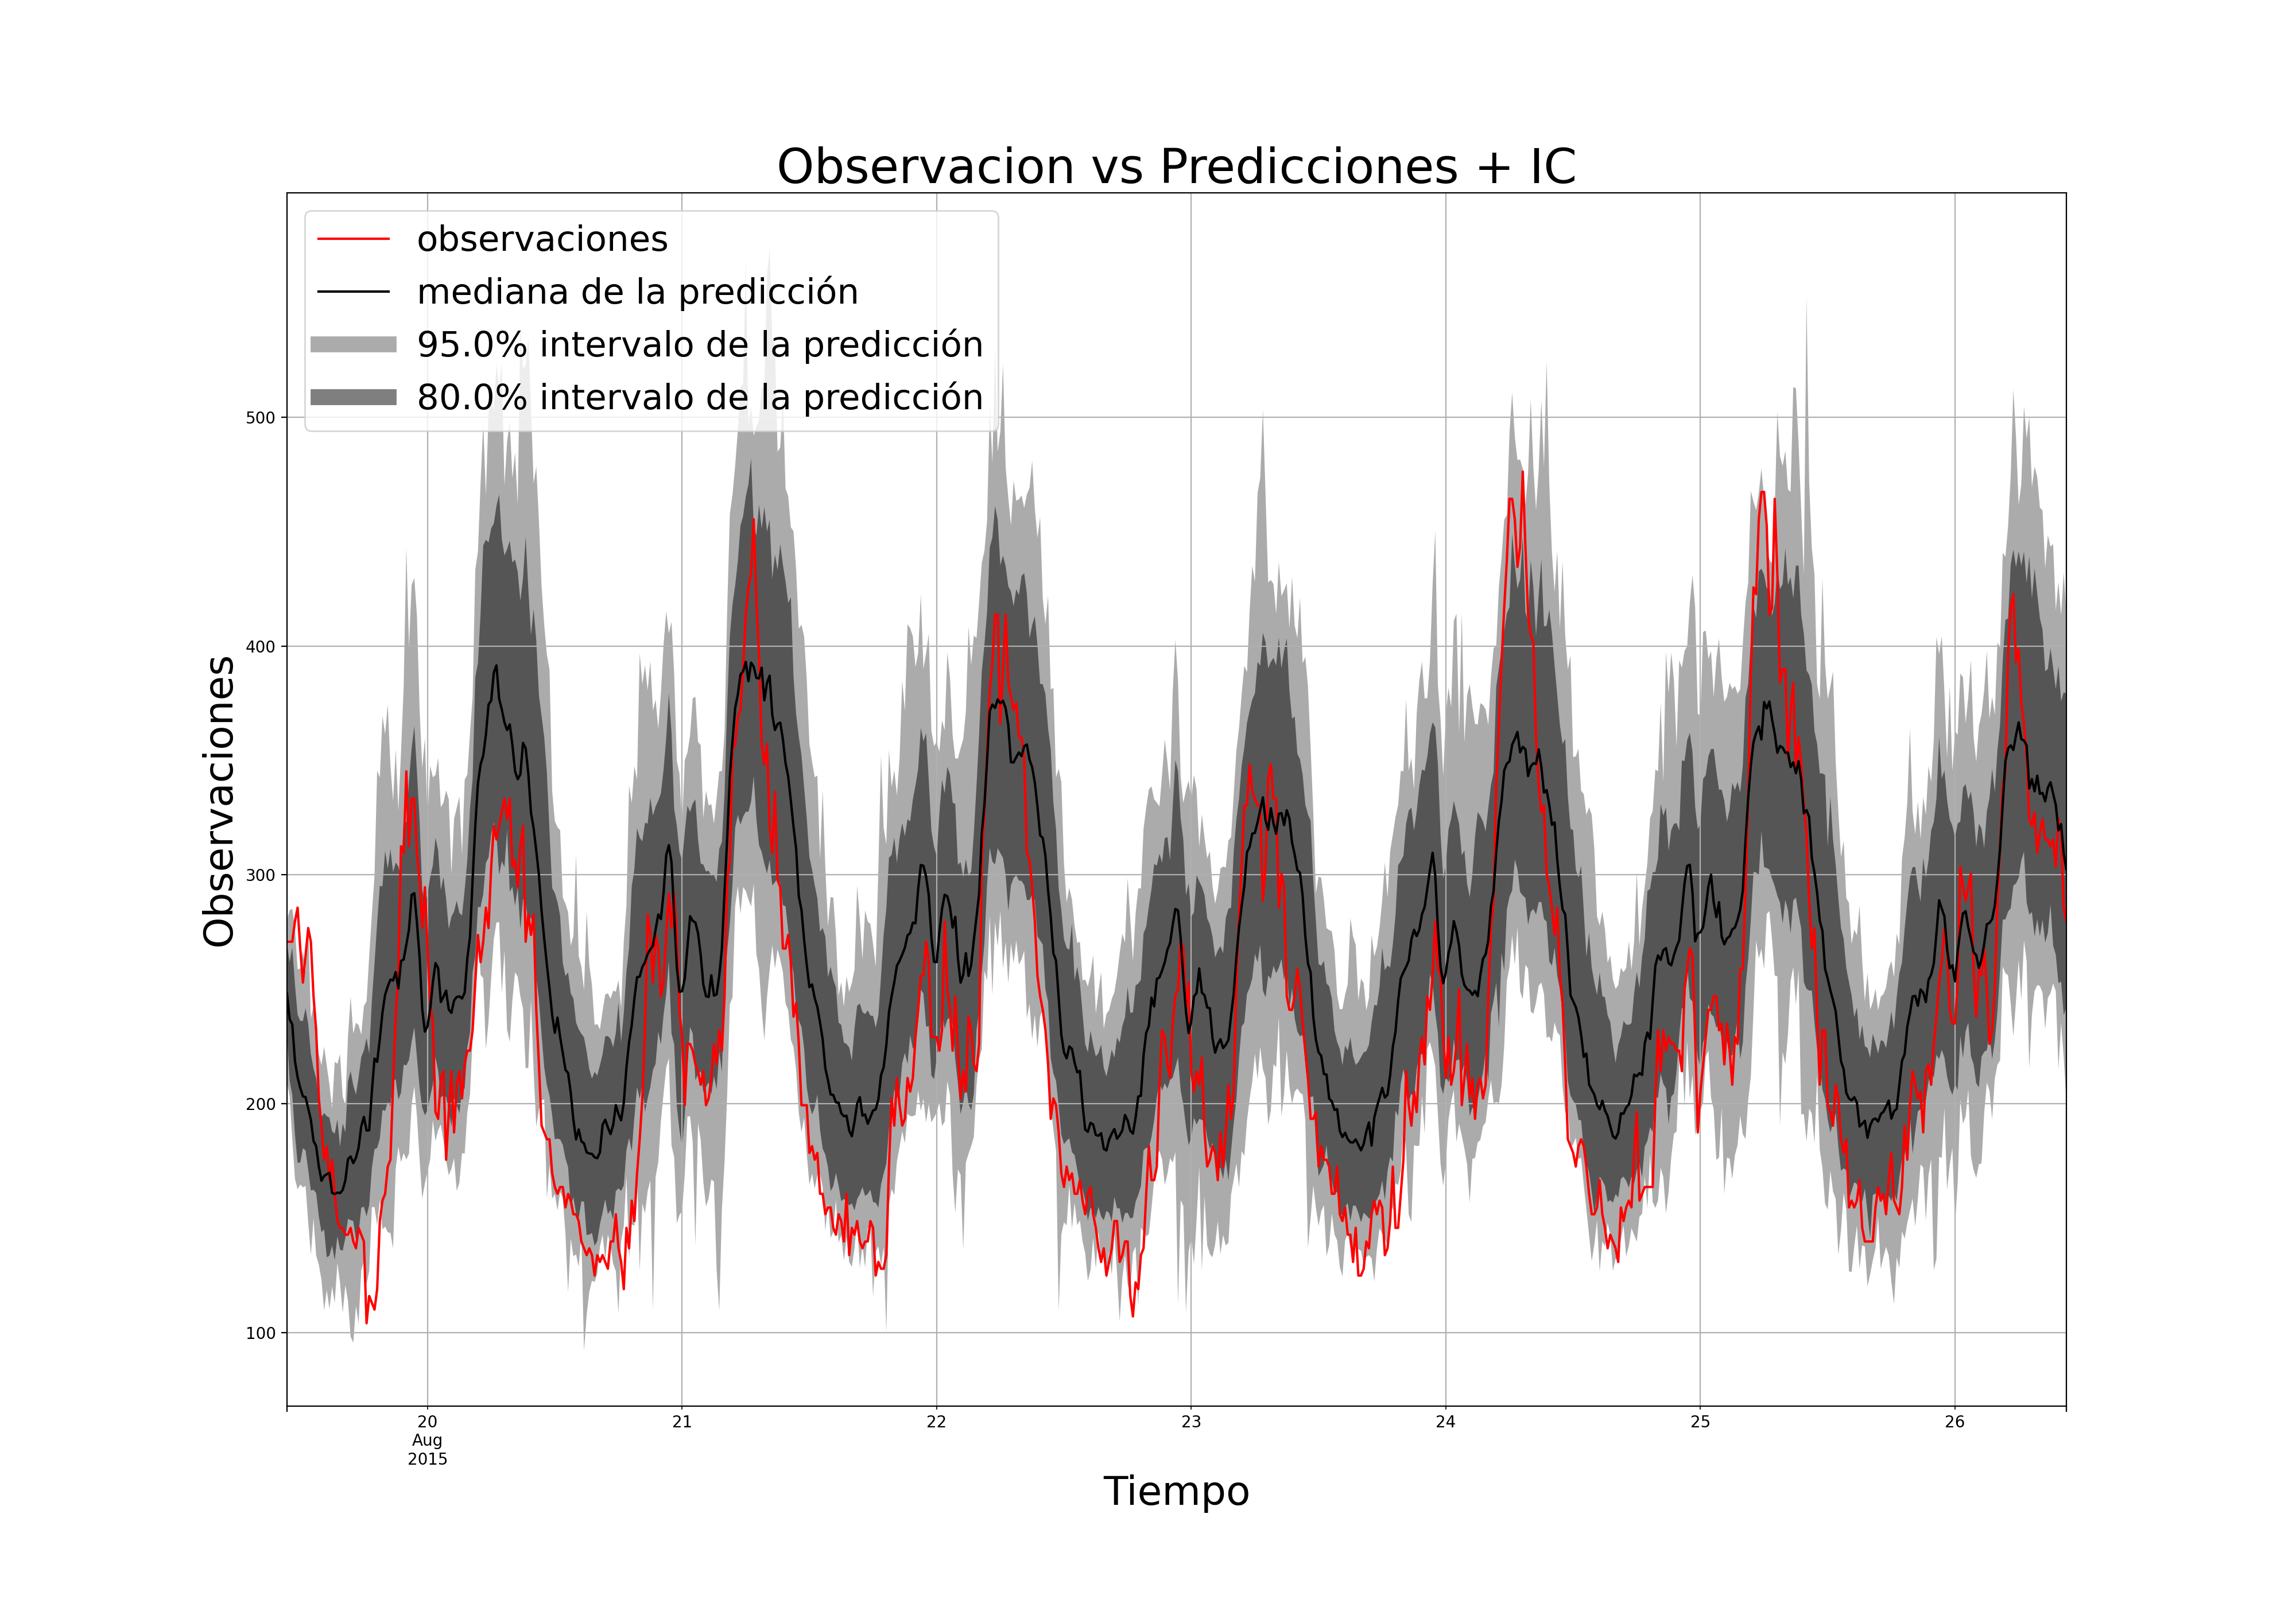 Observacion vs Predicciones + IC
observaciones
mediana de la predicción
95.0% intervalo de la predicción
80.0% intervalo de la predicción
Observaciones
500
400
300
200
100
20
Aug
2015
21
22
23
24
25
26
Tiempo